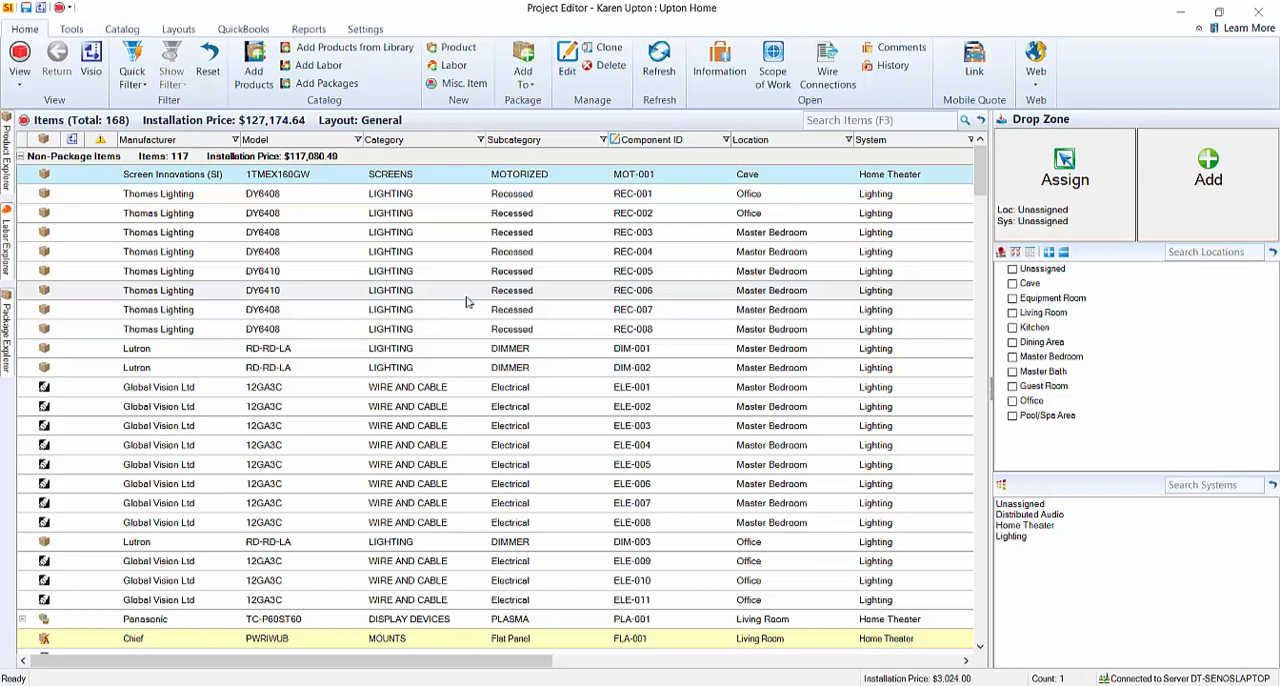 SI
Project Editor - Karen Upton : Upton Home
Home Tools Catalog Layouts QuickBooks Reports Settings
Learn More
View Return Visio
View
Quick Filter Show Filter Reset
Filter
Add Products
Add Products from Library
Add Labor
Add Packages
Catalog
Product
Labor
Misc. Item
New
Add To
Package
Edit
Clone
Delete
Manage
Refresh
Refresh
Information Scope of Work Wire Connections
Comments
History
Open
Link
Mobile Quote
Web
Web
Product Explorer
Labor Explorer
Package Explorer
Items (Total: 168) Installation Price: $127,174.64 Layout: General
Search Items (F3)
Manufacturer Model Category Subcategory Component ID Location System
Non-Package Items Items: 117 Installation Price: $117,080.49
Screen Innovations (SI) 1TMEX160GW SCREENS MOTORIZED MOT-001 Cave Home Theater
Thomas Lighting DY6408 LIGHTING Recessed REC-001 Office Lighting
Thomas Lighting DY6408 LIGHTING Recessed REC-002 Office Lighting
Thomas Lighting DY6408 LIGHTING Recessed REC-003 Master Bedroom Lighting
Thomas Lighting DY6408 LIGHTING Recessed REC-004 Master Bedroom Lighting
Thomas Lighting DY6410 LIGHTING Recessed REC-005 Master Bedroom Lighting
Thomas Lighting DY6410 LIGHTING Recessed REC-006 Master Bedroom Lighting
Thomas Lighting DY6408 LIGHTING Recessed REC-007 Master Bedroom Lighting
Thomas Lighting DY6408 LIGHTING Recessed REC-008 Master Bedroom Lighting
Lutron RD-RD-LA LIGHTING DIMMER DIM-001 Master Bedroom Lighting
Lutron RD-RD-LA LIGHTING DIMMER DIM-002 Master Bedroom Lighting
Global Vision Ltd 12GA3C WIRE AND CABLE Electrical ELE-001 Master Bedroom Lighting
Global Vision Ltd 12GA3C WIRE AND CABLE Electrical ELE-002 Master Bedroom Lighting
Global Vision Ltd 12GA3C WIRE AND CABLE Electrical ELE-003 Master Bedroom Lighting
Global Vision Ltd 12GA3C WIRE AND CABLE Electrical ELE-004 Master Bedroom Lighting
Global Vision Ltd 12GA3C WIRE AND CABLE Electrical ELE-005 Master Bedroom Lighting
Global Vision Ltd 12GA3C WIRE AND CABLE Electrical ELE-006 Master Bedroom Lighting
Global Vision Ltd 12GA3C WIRE AND CABLE Electrical ELE-007 Master Bedroom Lighting
Global Vision Ltd 12GA3C WIRE AND CABLE Electrical ELE-008 Master Bedroom Lighting
Lutron RD-RD-LA LIGHTING DIMMER DIM-003 Office Lighting
Global Vision Ltd 12GA3C WIRE AND CABLE Electrical ELE-009 Office Lighting
Global Vision Ltd 12GA3C WIRE AND CABLE Electrical ELE-010 Office Lighting
Global Vision Ltd 12GA3C WIRE AND CABLE Electrical ELE-011 Office Lighting
Panasonic TC-P60ST60 DISPLAY DEVICES PLASMA PLA-001 Living Room Home Theater
Chief PWRIWUB MOUNTS Flat Panel FLA-001 Living Room Home Theater
Drop Zone
Assign
Loc: Unassigned
Sys: Unassigned
Add
Search Locations
Unassigned
Cave
Equipment Room
Living Room
Kitchen
Dining Area
Master Bedroom
Master Bath
Guest Room
Office
Pool/Spa Area
Search Systems
Unassigned
Distributed Audio
Home Theater
Lighting
Ready Installation Price: $3,024.00 Count: 1 Connected to Server DT-SENOSLAPTOP